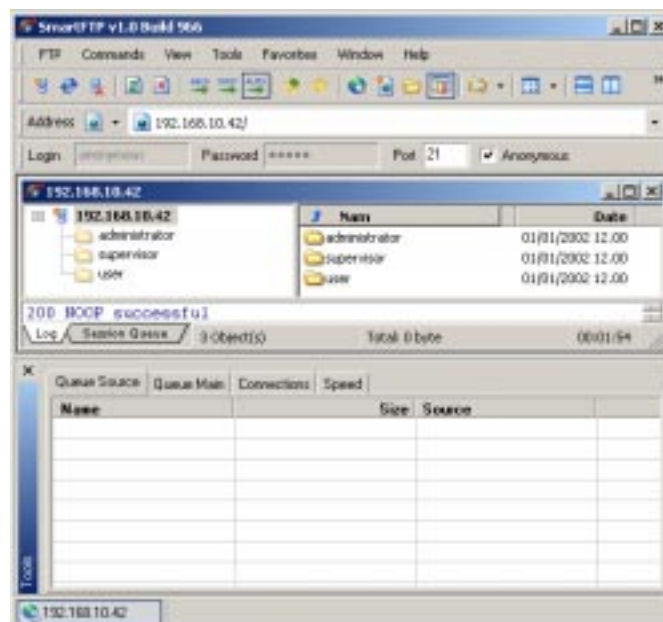 SmartFTP v1.0 Build 966
FTP Commands View Tools Favorites Window Help
Address 192.168.10.42/
Login anonymous Password ***** Port 21 Anonymous
192.168.10.42
192.168.10.42
administrator
supervisor
user
Nam Date
administrator 01/01/2002 12.00
supervisor 01/01/2002 12.00
user 01/01/2002 12.00
200 NOOP successful
Log Session Queue 3 Object(s) Total: 0 byte 00:01:54
Queue Source Queue Main Connections Speed
Name Size Source
Tools
192.168.10.42